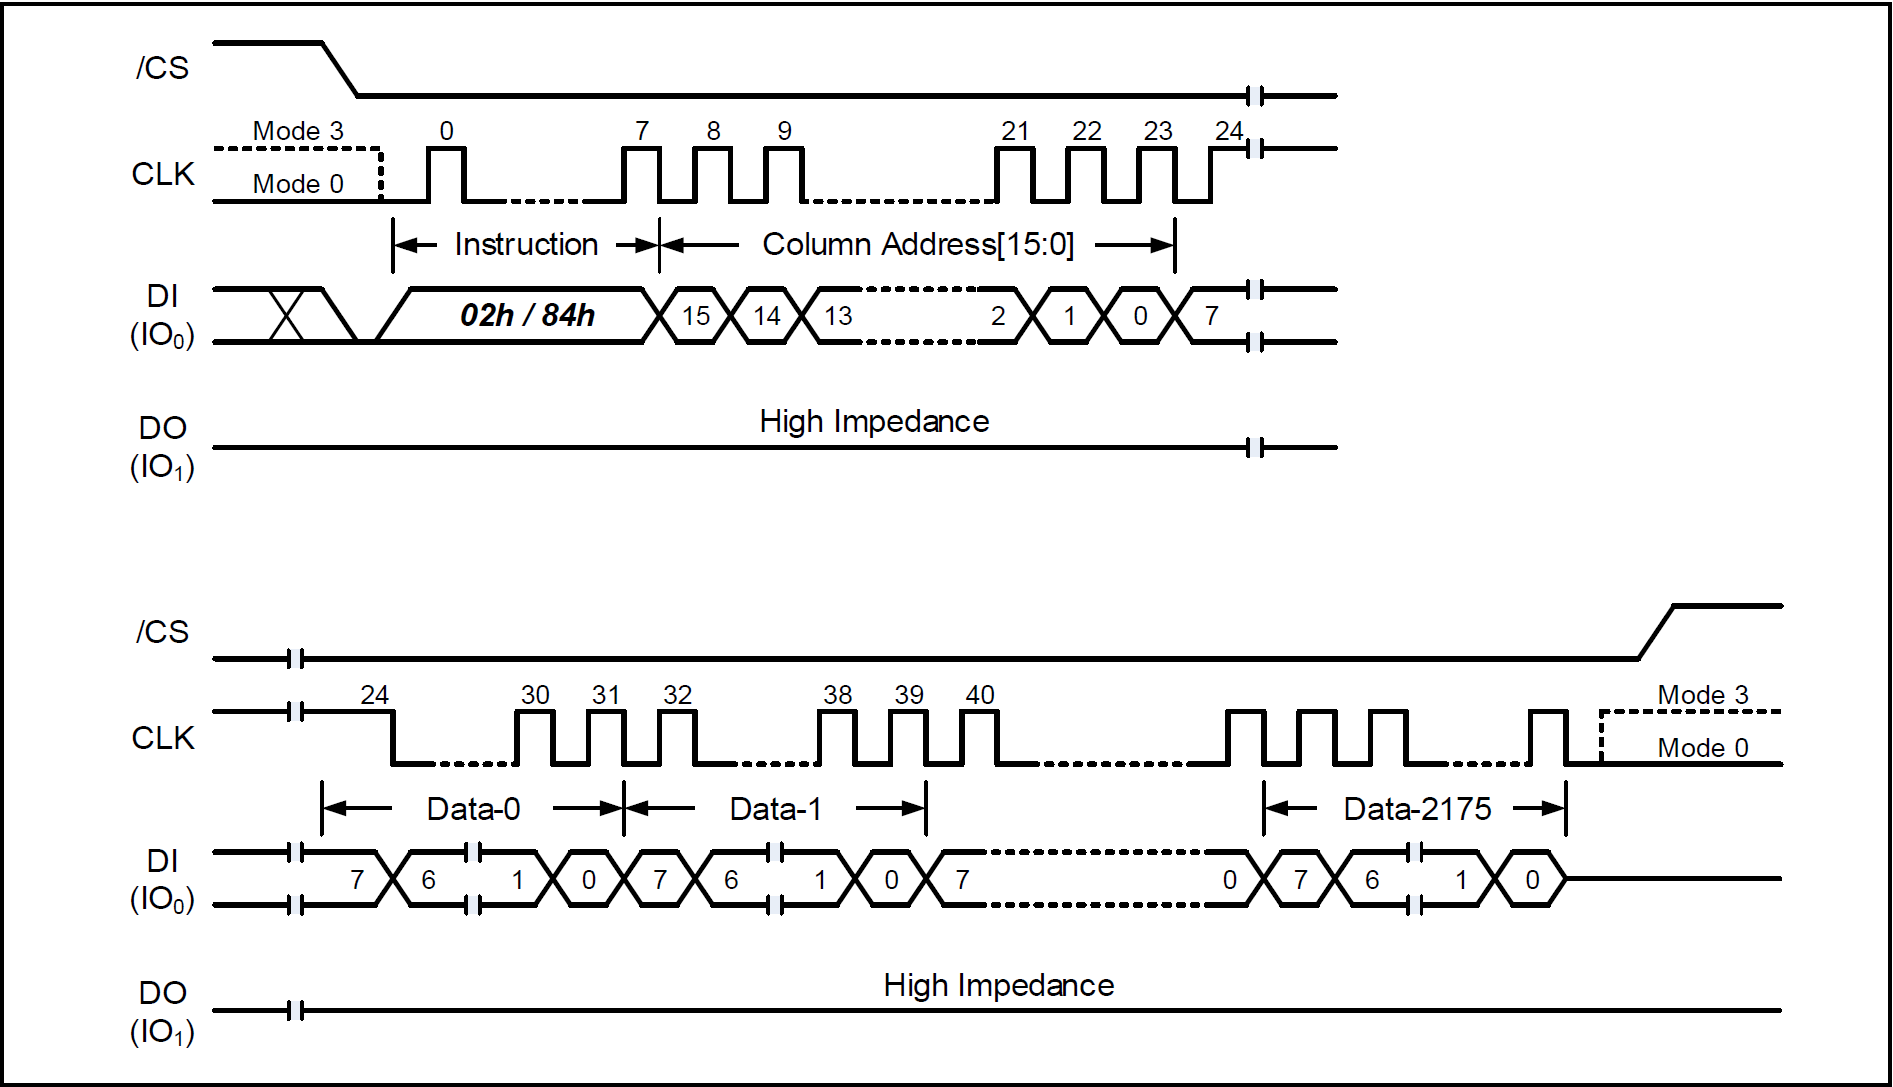 /CS
Mode 3 0 7 8 9 21 22 23 24
CLK
Mode 0
Instruction Column Address[15:0]
DI
(IO0) 02h / 84h 15 14 13 2 1 0 7
High Impedance
DO
(IO1)
/CS
24 30 31 32 38 39 40 Mode 3
CLK
Mode 0
Data-0 Data-1 Data-2175
DI
(IO0) 7 6 1 0 7 6 1 0 7 0 7 6 1 0
High Impedance
DO
(IO1)